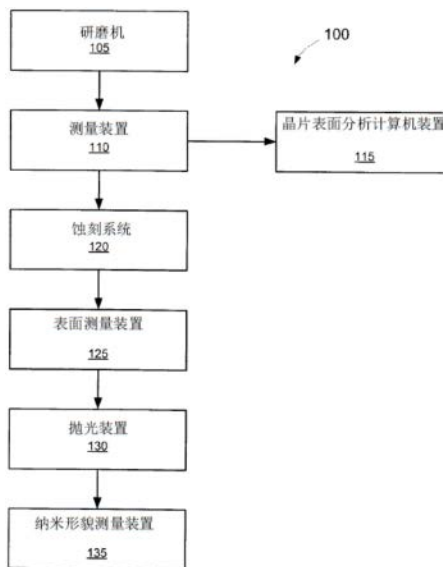 研磨机
105
100
测量装置
110
晶片表面分析计算机装置
115
蚀刻系统
120
表面测量装置
125
抛光装置
130
纳米形貌测量装置
135